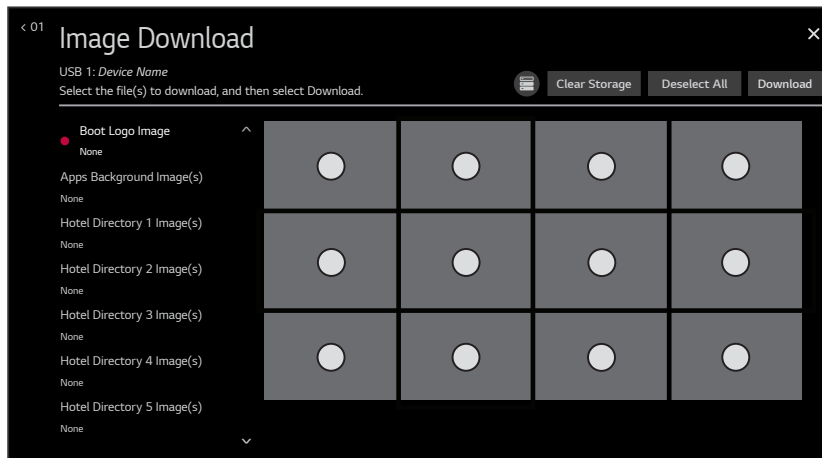 < 01
Image Download
USB 1: Device Name
Select the file(s) to download, and then select Download.
Clear Storage
Deselect All
Download
Boot Logo Image
None
Apps Background Image(s)
None
Hotel Directory 1 Image(s)
None
Hotel Directory 2 Image(s)
None
Hotel Directory 3 Image(s)
None
Hotel Directory 4 Image(s)
None
Hotel Directory 5 Image(s)
None